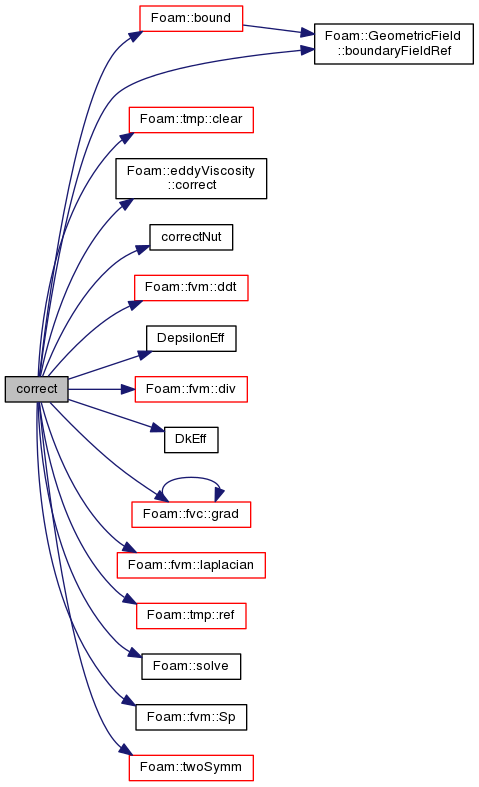 Foam::bound
Foam::GeometricField
::boundaryFieldRef
Foam::tmp::clear
Foam::eddyViscosity
::correct
correctNut
Foam::fvm::ddt
DepsilonEff
correct
Foam::fvm::div
DkEff
Foam::fvc::grad
Foam::fvm::laplacian
Foam::tmp::ref
Foam::solve
Foam::fvm::Sp
Foam::twoSymm